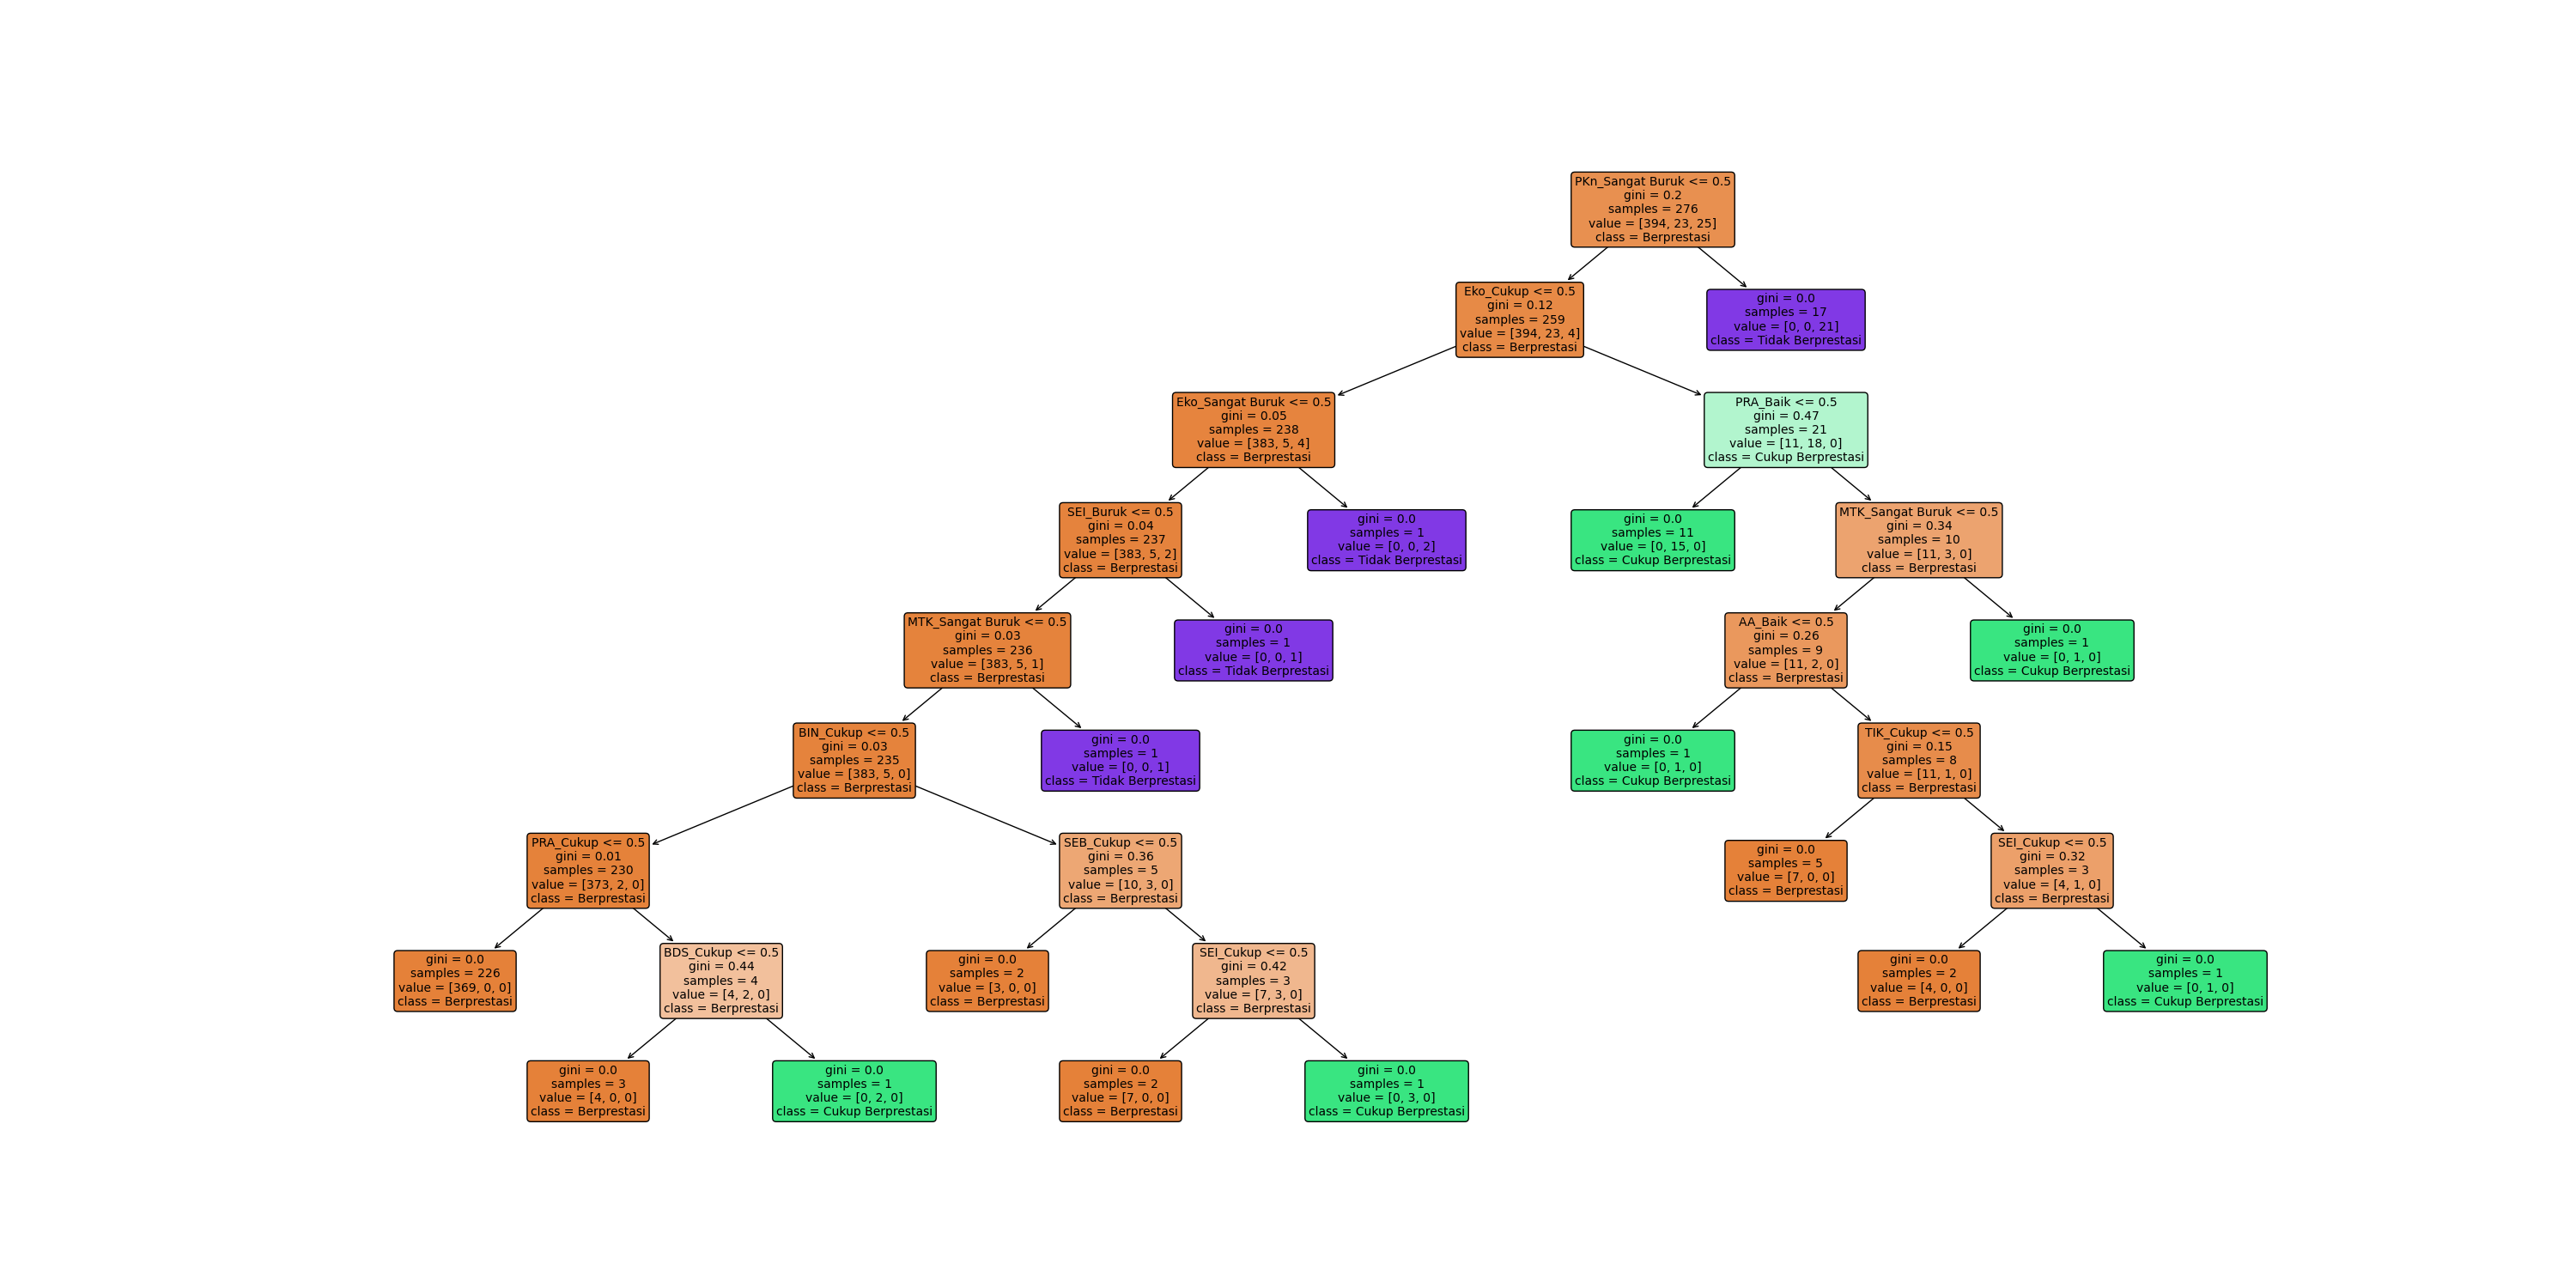 PKn_Sangat Buruk <= 0.5
gini = 0.2
samples = 276
value = [394, 23, 25]
class = Berprestasi
Eko_Cukup <= 0.5
gini = 0.12
samples = 259
value = [394, 23, 4]
class = Berprestasi
gini = 0.0
samples = 17
value = [0, 0, 21]
class = Tidak Berprestasi
Eko_Sangat Buruk <= 0.5
gini = 0.05
samples = 238
value = [383, 5, 4]
class = Berprestasi
PRA_Baik <= 0.5
gini = 0.47
samples = 21
value = [11, 18, 0]
class = Cukup Berprestasi
SEI_Buruk <= 0.5
gini = 0.04
samples = 237
value = [383, 5, 2]
class = Berprestasi
gini = 0.0
samples = 1
value = [0, 0, 2]
class = Tidak Berprestasi
gini = 0.0
samples = 11
value = [0, 15, 0]
class = Cukup Berprestasi
MTK_Sangat Buruk <= 0.5
gini = 0.34
samples = 10
value = [11, 3, 0]
class = Berprestasi
MTK_Sangat Buruk <= 0.5
gini = 0.03
samples = 236
value = [383, 5, 1]
class = Berprestasi
gini = 0.0
samples = 1
value = [0, 0, 1]
class = Tidak Berprestasi
AA_Baik <= 0.5
gini = 0.26
samples = 9
value = [11, 2, 0]
class = Berprestasi
gini = 0.0
samples = 1
value = [0, 1, 0]
class = Cukup Berprestasi
BIN_Cukup <= 0.5
gini = 0.03
samples = 235
value = [383, 5, 0]
class = Berprestasi
gini = 0.0
samples = 1
value = [0, 0, 1]
class = Tidak Berprestasi
gini = 0.0
samples = 1
value = [0, 1, 0]
class = Cukup Berprestasi
TIK_Cukup <= 0.5
gini = 0.15
samples = 8
value = [11, 1, 0]
class = Berprestasi
PRA_Cukup <= 0.5
gini = 0.01
samples = 230
value = [373, 2, 0]
class = Berprestasi
SEB_Cukup <= 0.5
gini = 0.36
samples = 5
value = [10, 3, 0]
class = Berprestasi
gini = 0.0
samples = 5
value = [7, 0, 0]
class = Berprestasi
SEI_Cukup <= 0.5
gini = 0.32
samples = 3
value = [4, 1, 0]
class = Berprestasi
gini = 0.0
samples = 226
value = [369, 0, 0]
class = Berprestasi
BDS_Cukup <= 0.5
gini = 0.44
samples = 4
value = [4, 2, 0]
class = Berprestasi
gini = 0.0
samples = 2
value = [3, 0, 0]
class = Berprestasi
SEI_Cukup <= 0.5
gini = 0.42
samples = 3
value = [7, 3, 0]
class = Berprestasi
gini = 0.0
samples = 2
value = [4, 0, 0]
class = Berprestasi
gini = 0.0
samples = 1
value = [0, 1, 0]
class = Cukup Berprestasi
gini = 0.0
samples = 3
value = [4, 0, 0]
class = Berprestasi
gini = 0.0
samples = 1
value = [0, 2, 0]
class = Cukup Berprestasi
gini = 0.0
samples = 2
value = [7, 0, 0]
class = Berprestasi
gini = 0.0
samples = 1
value = [0, 3, 0]
class = Cukup Berprestasi